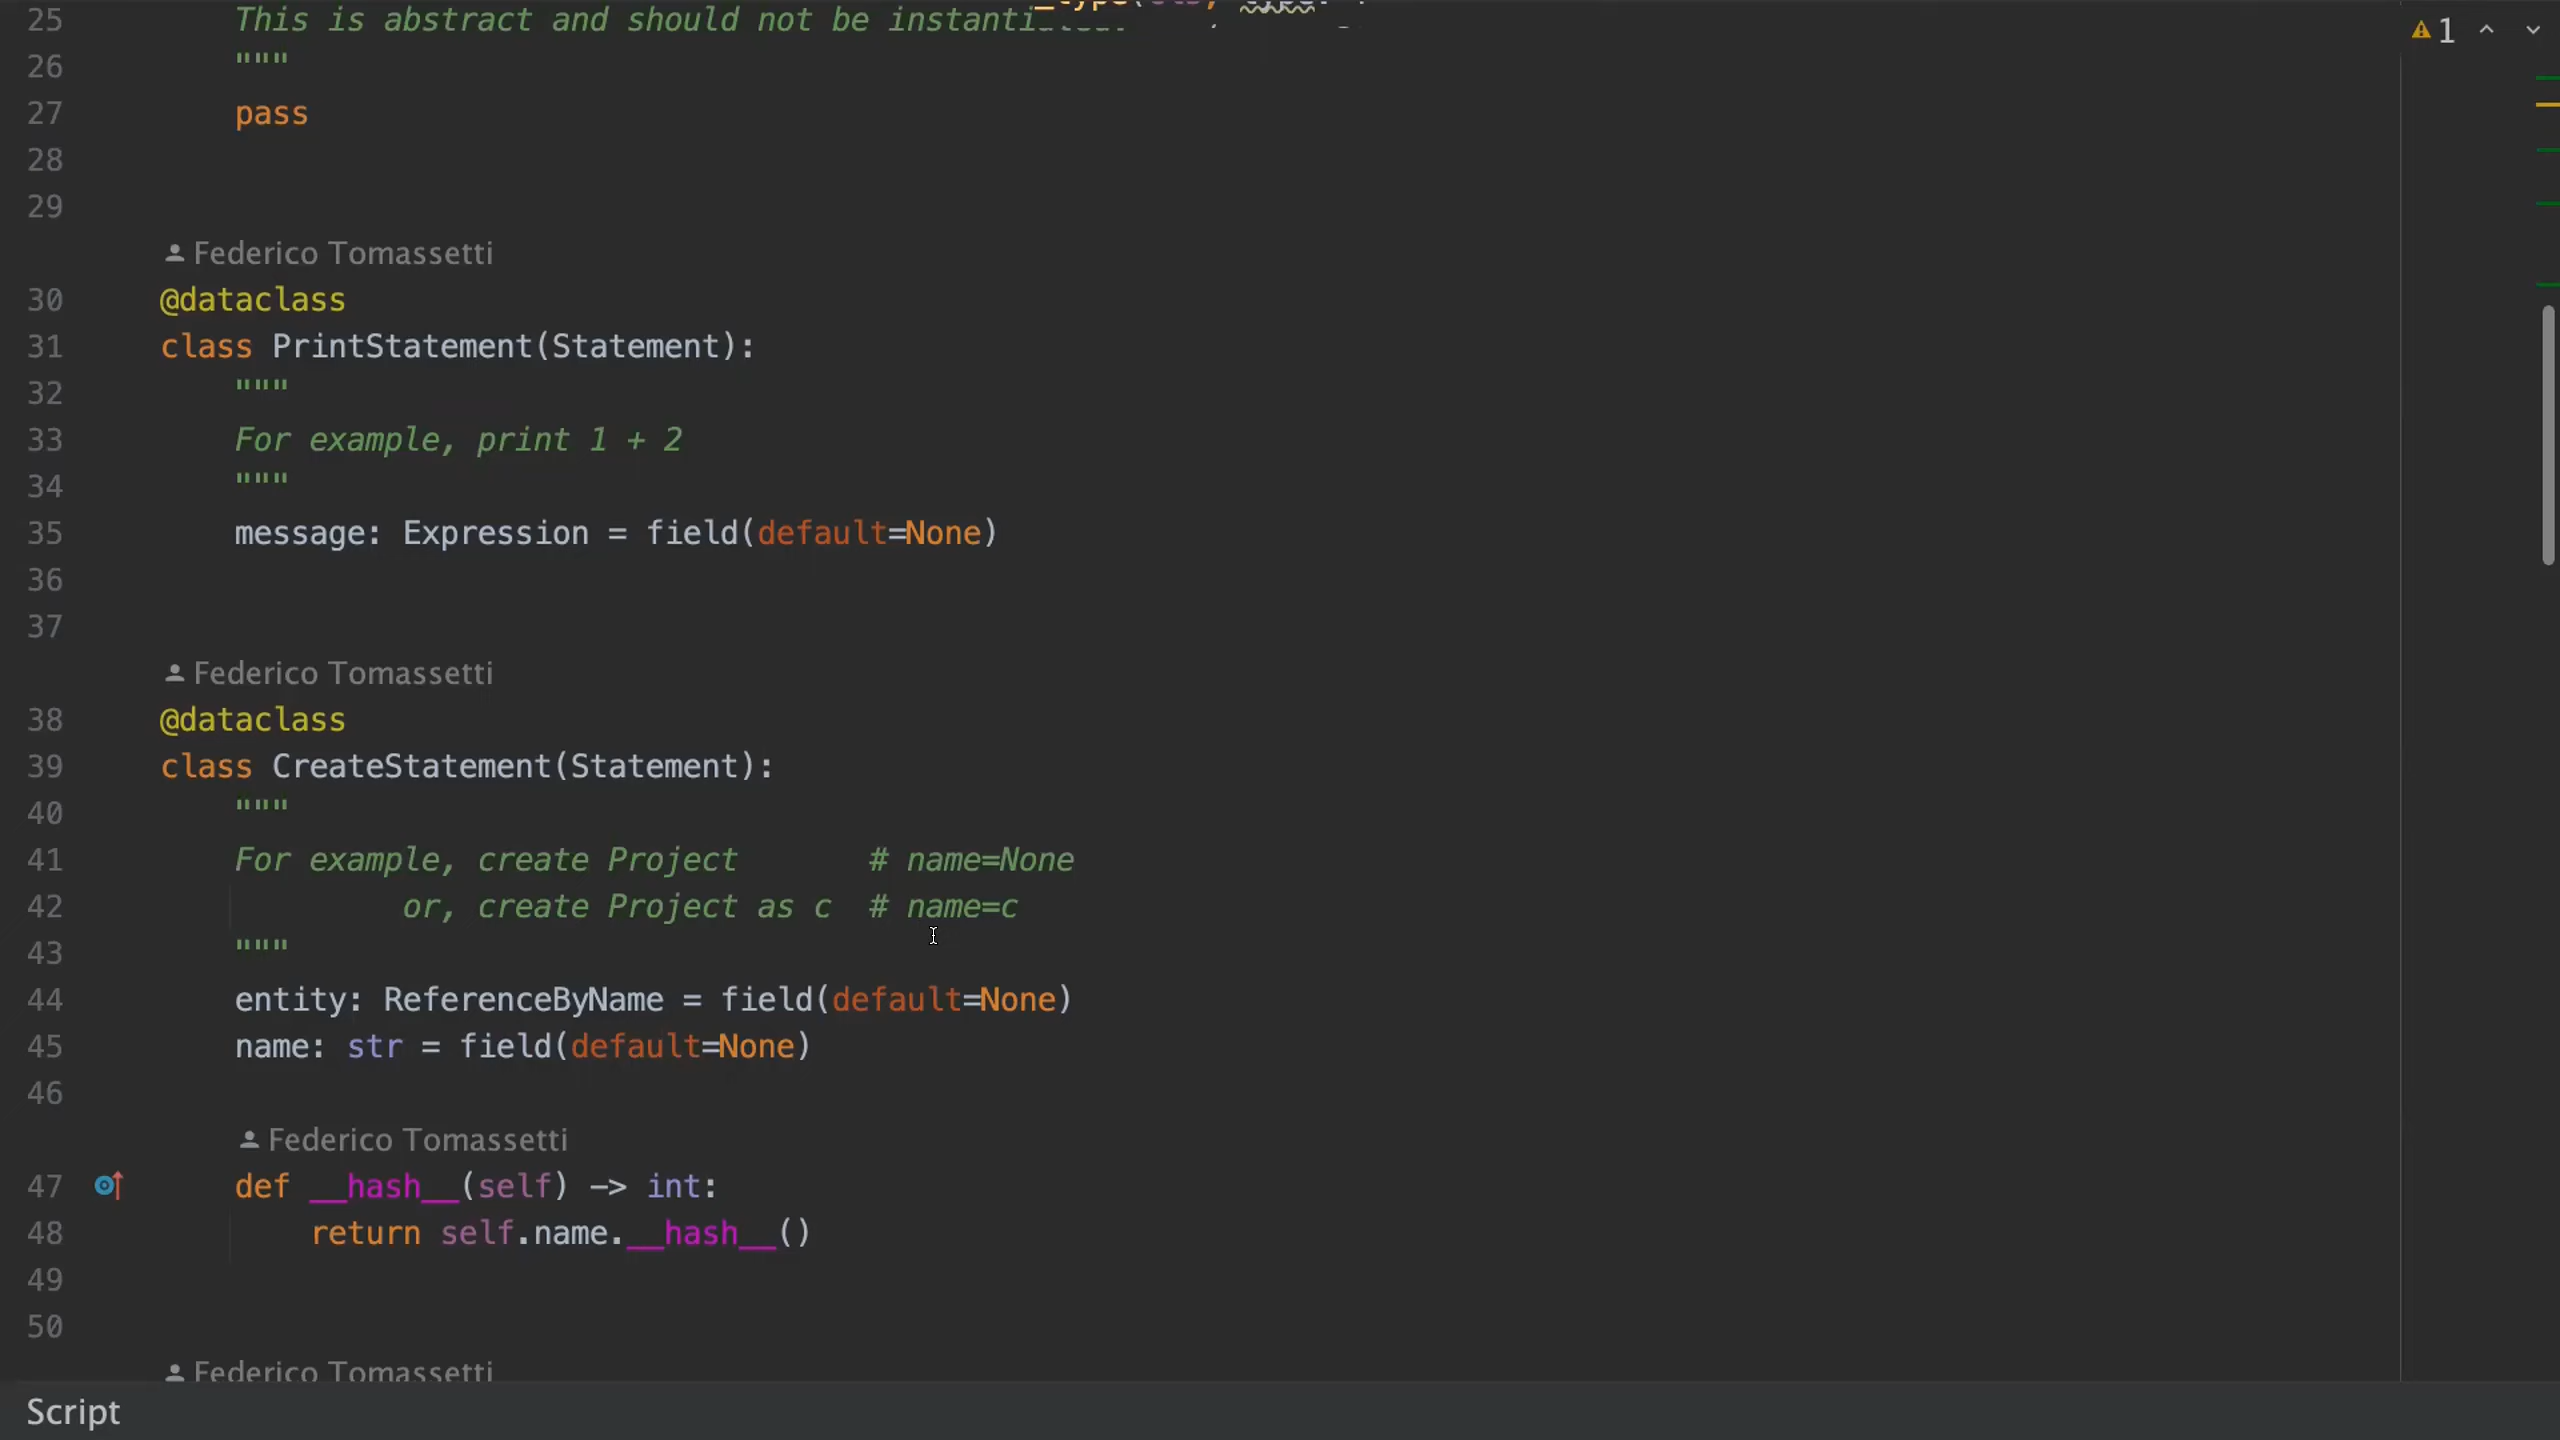 25 This is abstract and should not be
1
26 """
27 pass
28
29
Federico Tomassetti
30 @dataclass
31 class PrintStatement(Statement):
32 """
33 For example, print 1 + 2
34 """
35 message: Expression = field(default=None)
36
37
Federico Tomassetti
38 @dataclass
39 class CreateStatement(Statement):
40 """
41 For example, create Project       # name=None
42 or, create Project as c  # name=c
43 """
44 entity: ReferenceByName = field(default=None)
45 name: str = field(default=None)
46
Federico Tomassetti
47 def __hash__(self) -> int:
48 return self.name.__hash__()
49
50
Federico Tomassetti
Script